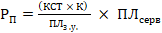 Рп = (КСТ × К) / ПЛз.у. × ПЛсерв